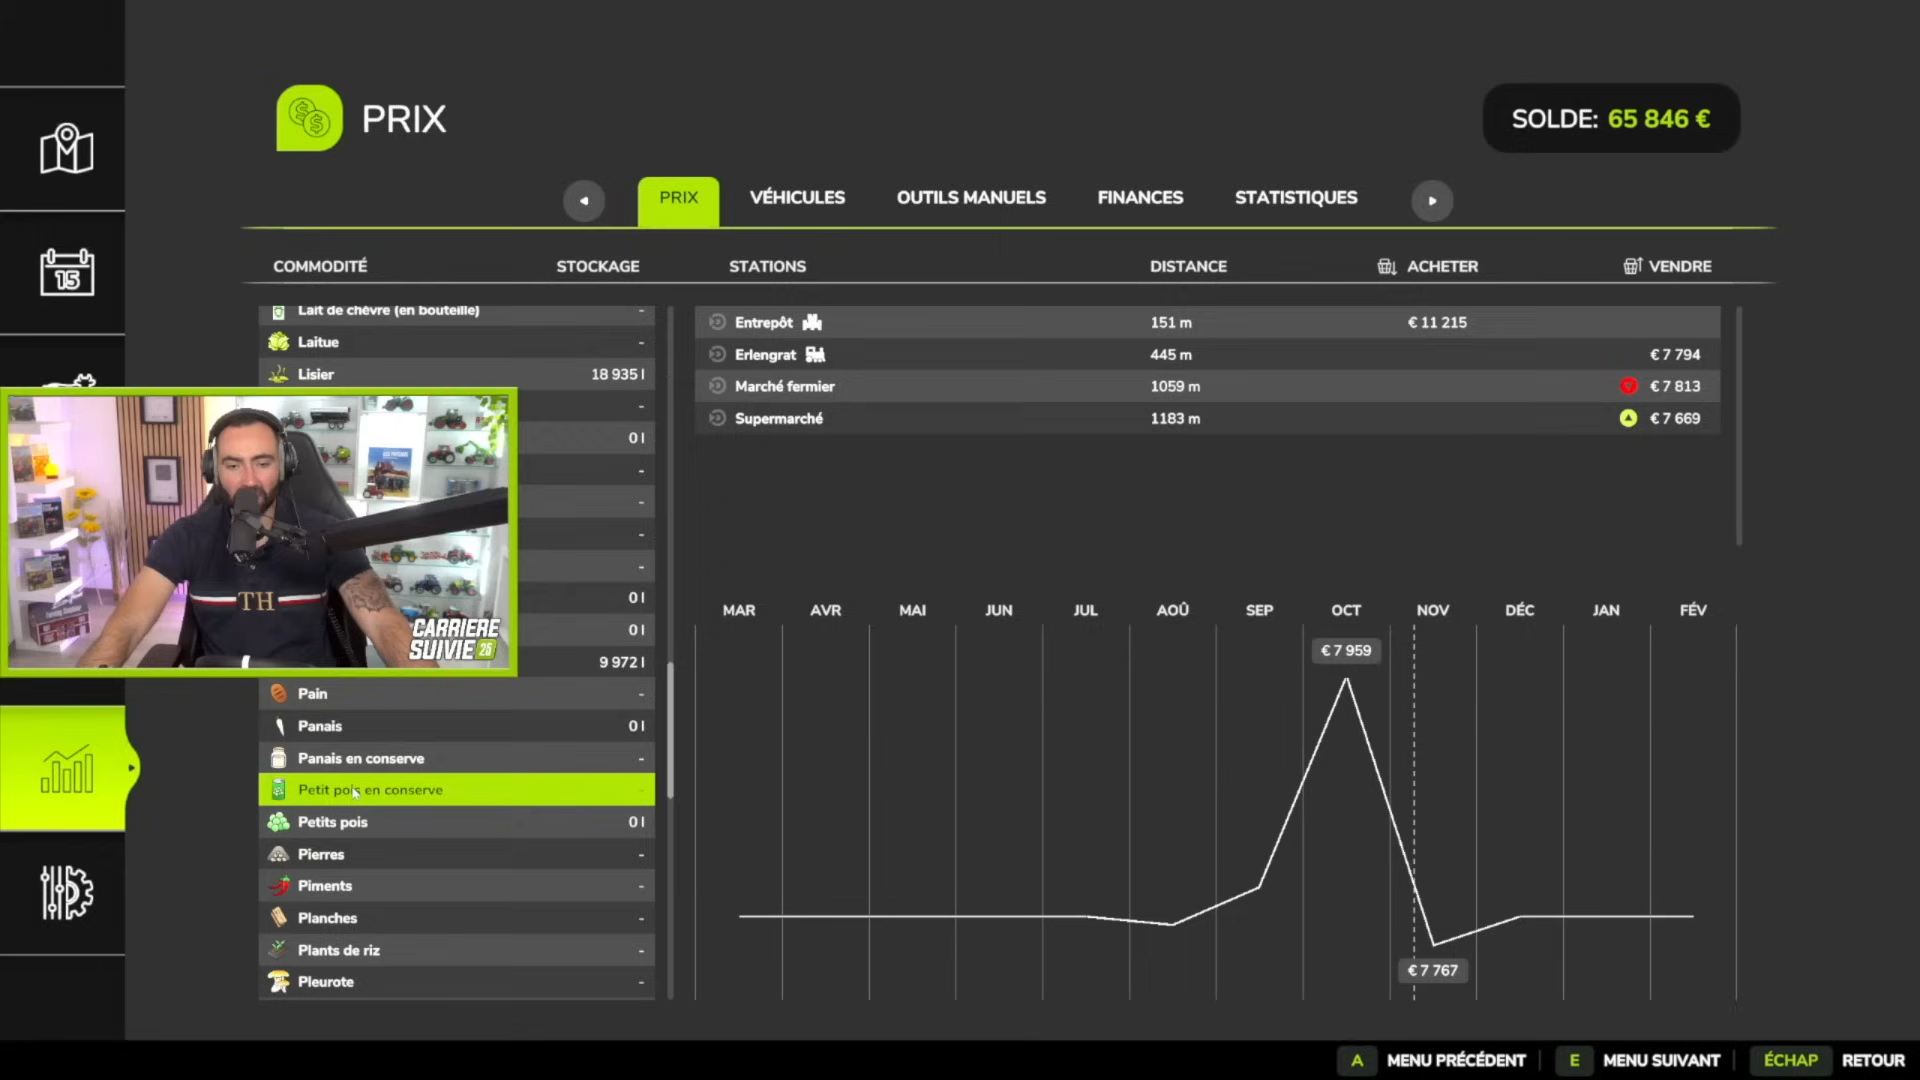 PRIX
SOLDE: 65 846 €
PRIX VÉHICULES OUTILS MANUELS FINANCES STATISTIQUES
COMMODITÉ STOCKAGE STATIONS DISTANCE ACHETER VENDRE
Lait de chèvre (en bouteille) -
Laitue -
Lisier 18 935 l
-
0 l
-
-
-
-
0 l
0 l
9 972 l
Pain -
Panais 0 l
Panais en conserve -
Petit pois en conserve -
Petits pois 0 l
Pierres -
Piments -
Planches -
Plants de riz -
Pleurote -
Entrepôt 151 m € 11 215
Erlengrat 445 m € 7 794
Marché fermier 1059 m € 7 813
Supermarché 1183 m € 7 669
MAR AVR MAI JUN JUL AOÛ SEP OCT NOV DÉC JAN FÉV
€ 7 959
€ 7 767
15
TH
CARRIERE
SUIVIE 25
A MENU PRÉCÉDENT E MENU SUIVANT ÉCHAP RETOUR